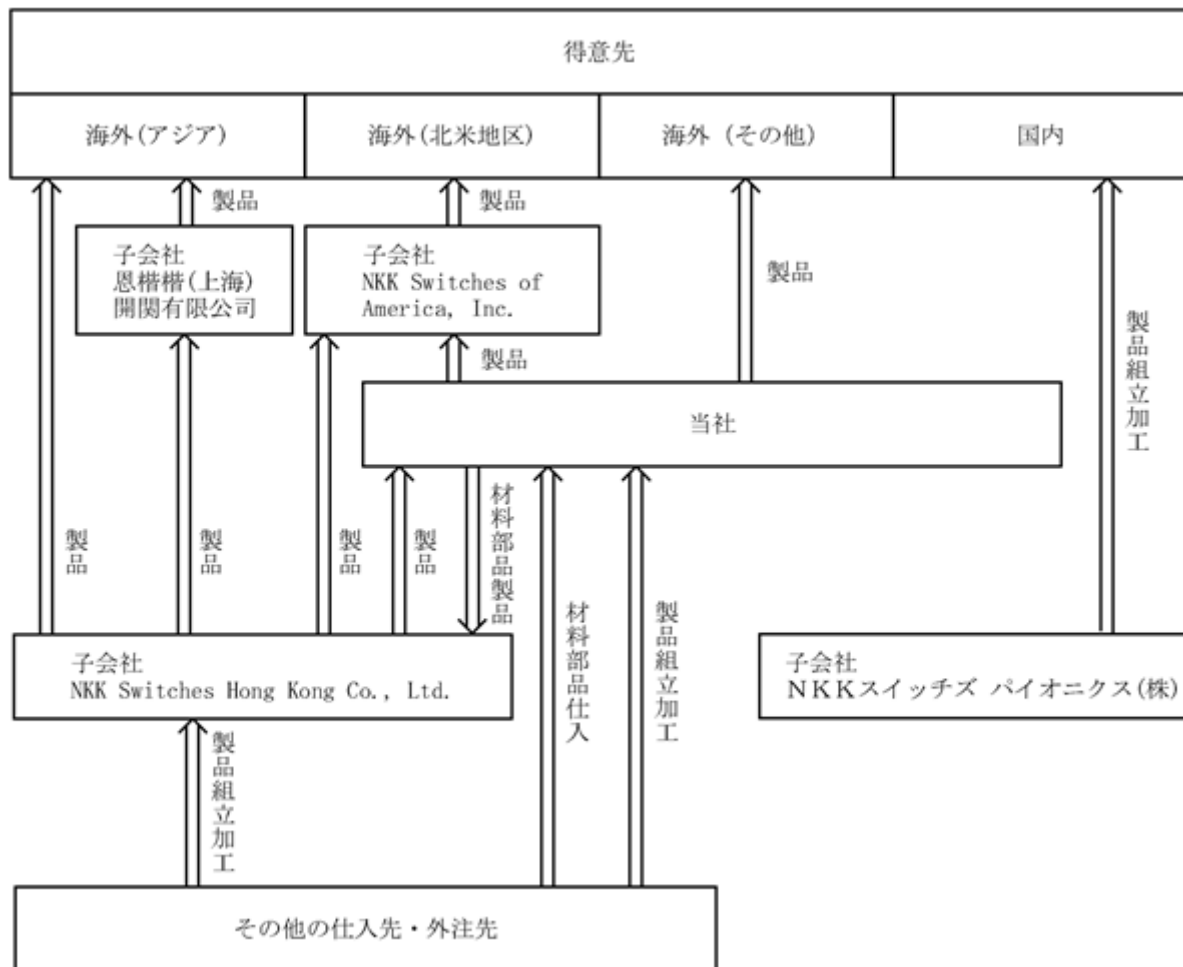 得意先
海外(アジア)
海外(北米地区)
海外（その他）
国内
製品
製品
子会社
恩楷楷(上海)
開関有限公司
子会社
NKK Switches of
America, Inc.
製品
製品組立加工
製品
当社
製品
製品
製品
製品
材料部品製品
材料部品仕入
製品組立加工
子会社
NKK Switches Hong Kong Co., Ltd.
子会社
ＮＫＫスイッチズ パイオニクス(株)
製品組立加工
その他の仕入先・外注先